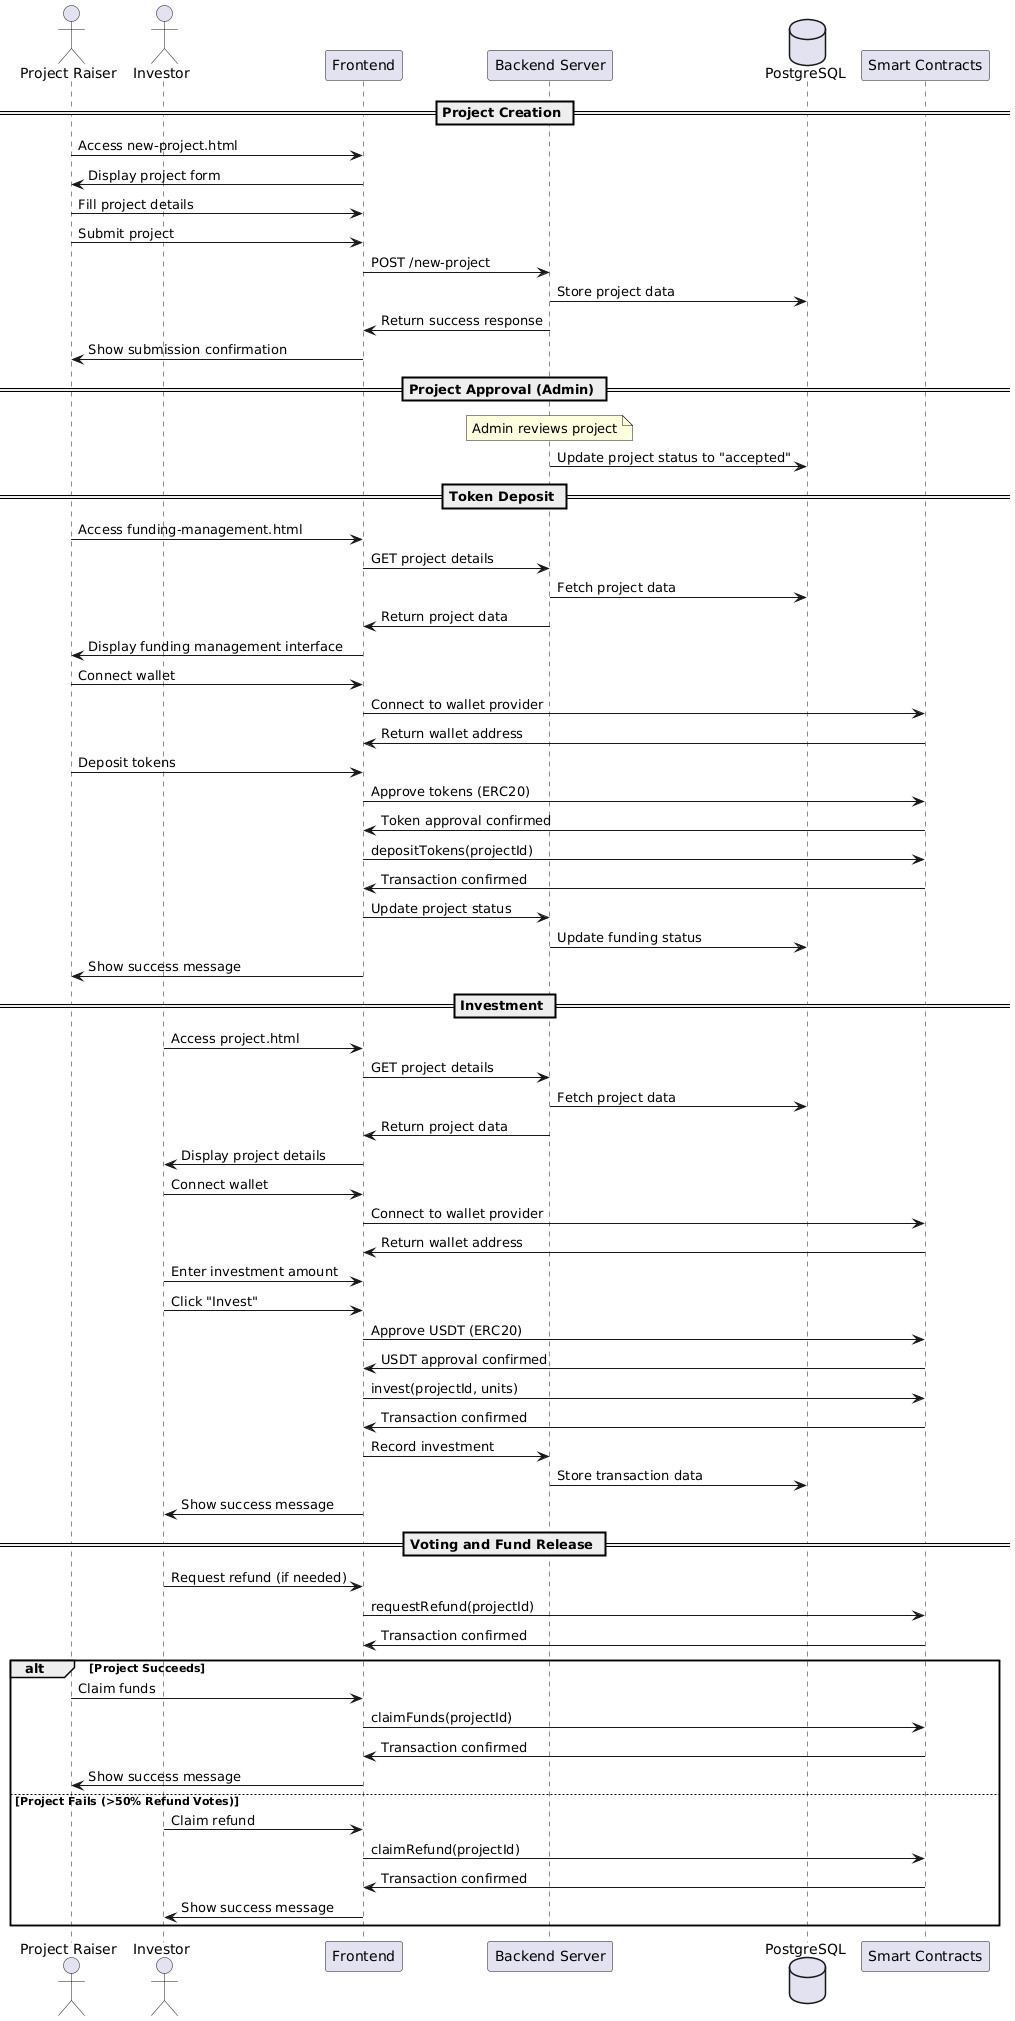 Project Raiser
Investor
Frontend
Backend Server
PostgreSQL
Smart Contracts
Project Creation
Access new-project.html
Display project form
Fill project details
Submit project
POST /new-project
Store project data
Return success response
Show submission confirmation
Project Approval (Admin)
Admin reviews project
Update project status to "accepted"
Token Deposit
Access funding-management.html
GET project details
Fetch project data
Return project data
Display funding management interface
Connect wallet
Connect to wallet provider
Return wallet address
Deposit tokens
Approve tokens (ERC20)
Token approval confirmed
depositTokens(projectId)
Transaction confirmed
Update project status
Update funding status
Show success message
Investment
Access project.html
GET project details
Fetch project data
Return project data
Display project details
Connect wallet
Connect to wallet provider
Return wallet address
Enter investment amount
Click "Invest"
Approve USDT (ERC20)
USDT approval confirmed
invest(projectId, units)
Transaction confirmed
Record investment
Store transaction data
Show success message
Voting and Fund Release
Request refund (if needed)
requestRefund(projectId)
Transaction confirmed
alt [Project Succeeds]
Claim funds
claimFunds(projectId)
Transaction confirmed
Show success message
[Project Fails (>50% Refund Votes)]
Claim refund
claimRefund(projectId)
Transaction confirmed
Show success message
Project Raiser
Investor
Frontend
Backend Server
PostgreSQL
Smart Contracts